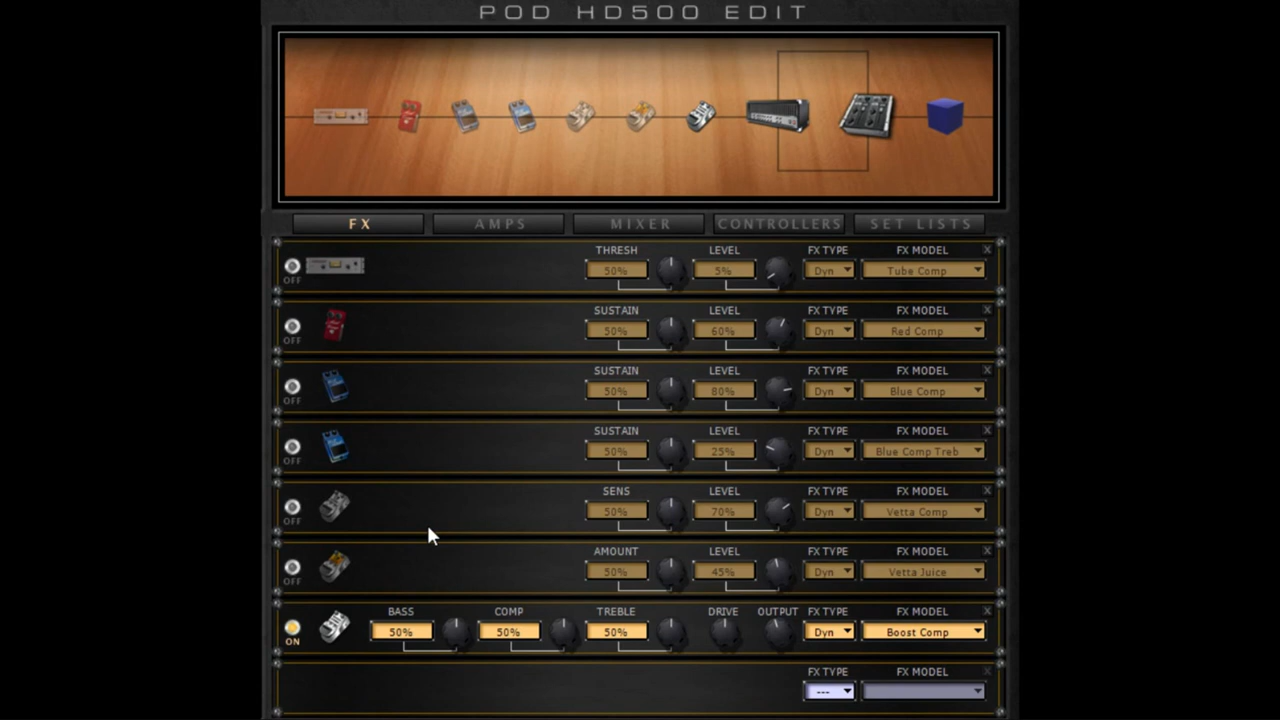 POD HD500 EDIT
FX AMPS MIXER CONTROLLERS SET LISTS
THRESH LEVEL FX TYPE FX MODEL X
OFF 50% 5% Dyn Tube Comp
SUSTAIN LEVEL FX TYPE FX MODEL X
OFF 50% 60% Dyn Red Comp
SUSTAIN LEVEL FX TYPE FX MODEL X
OFF 50% 80% Dyn Blue Comp
SUSTAIN LEVEL FX TYPE FX MODEL X
OFF 50% 25% Dyn Blue Comp Treb
SENS LEVEL FX TYPE FX MODEL X
OFF 50% 70% Dyn Vetta Comp
AMOUNT LEVEL FX TYPE FX MODEL X
OFF 50% 45% Dyn Vetta Juice
BASS COMP TREBLE DRIVE OUTPUT FX TYPE FX MODEL X
ON 50% 50% 50% Dyn Boost Comp
FX TYPE FX MODEL X
---